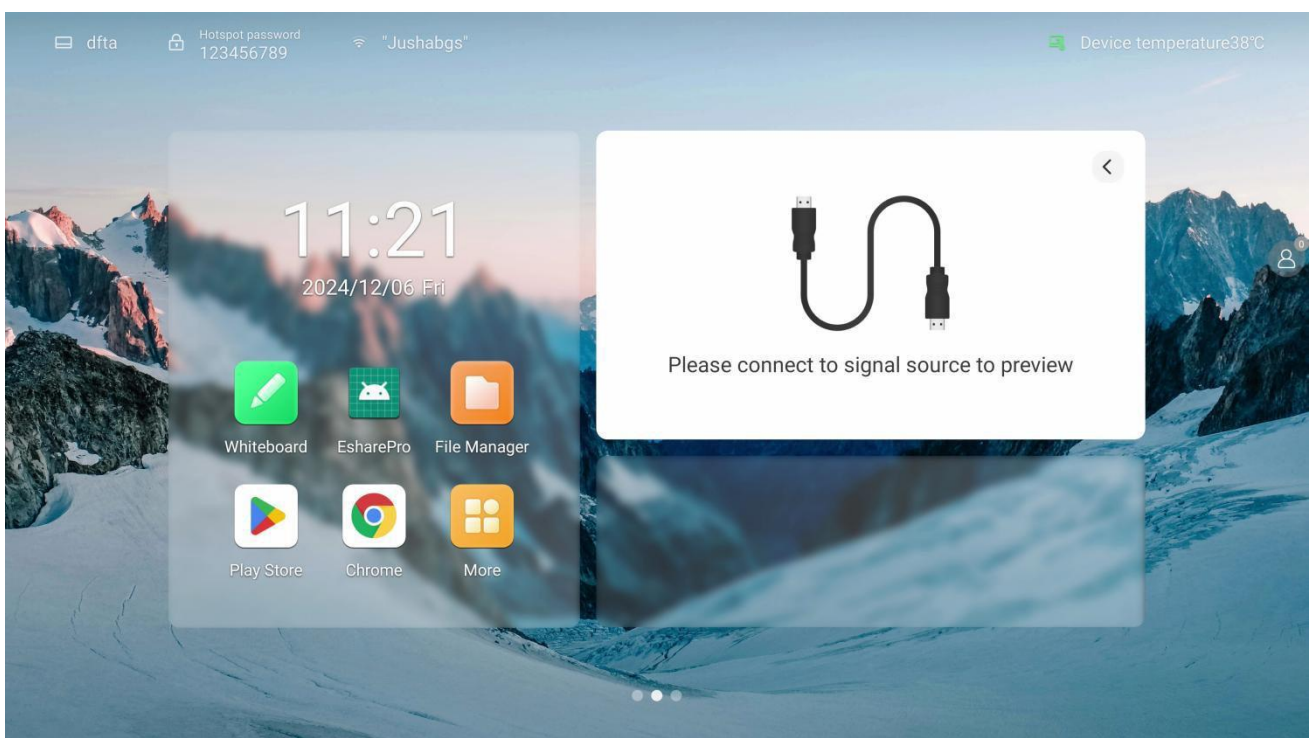 dfta
Hotspot password
123456789
"Jushabgs"
Device temperature38℃
11:21
2024/12/06 Fri
Whiteboard
EsharePro
File Manager
Play Store
Chrome
More
Please connect to signal source to preview
0